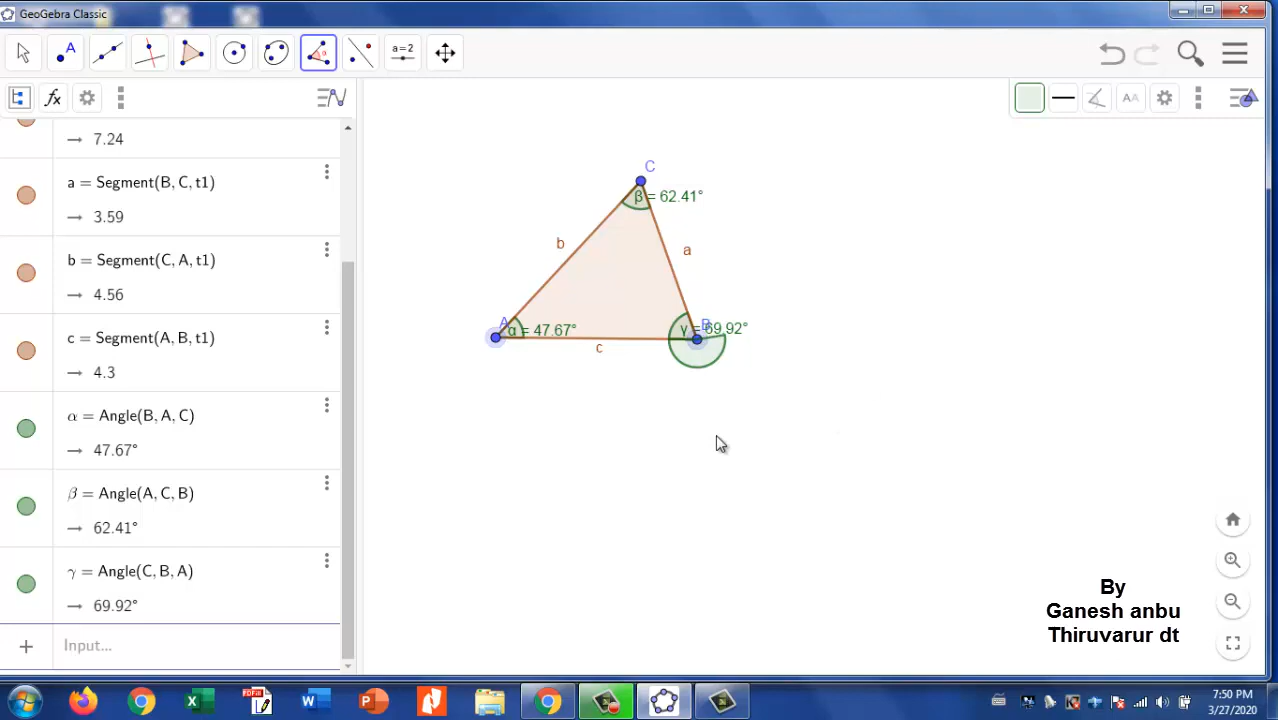 GeoGebra Classic
A
a=2
fx
AA
7.24
a = Segment(B, C, t1)
→ 3.59
b = Segment(C, A, t1)
→ 4.56
c = Segment(A, B, t1)
→ 4.3
α = Angle(B, A, C)
→ 47.67°
β = Angle(A, C, B)
→ 62.41°
γ = Angle(C, B, A)
→ 69.92°
+ Input...
C
β = 62.41°
b
a
A
α = 47.67°
B
γ = 69.92°
c
By
Ganesh anbu
Thiruvarur dt
7:50 PM
3/27/2020